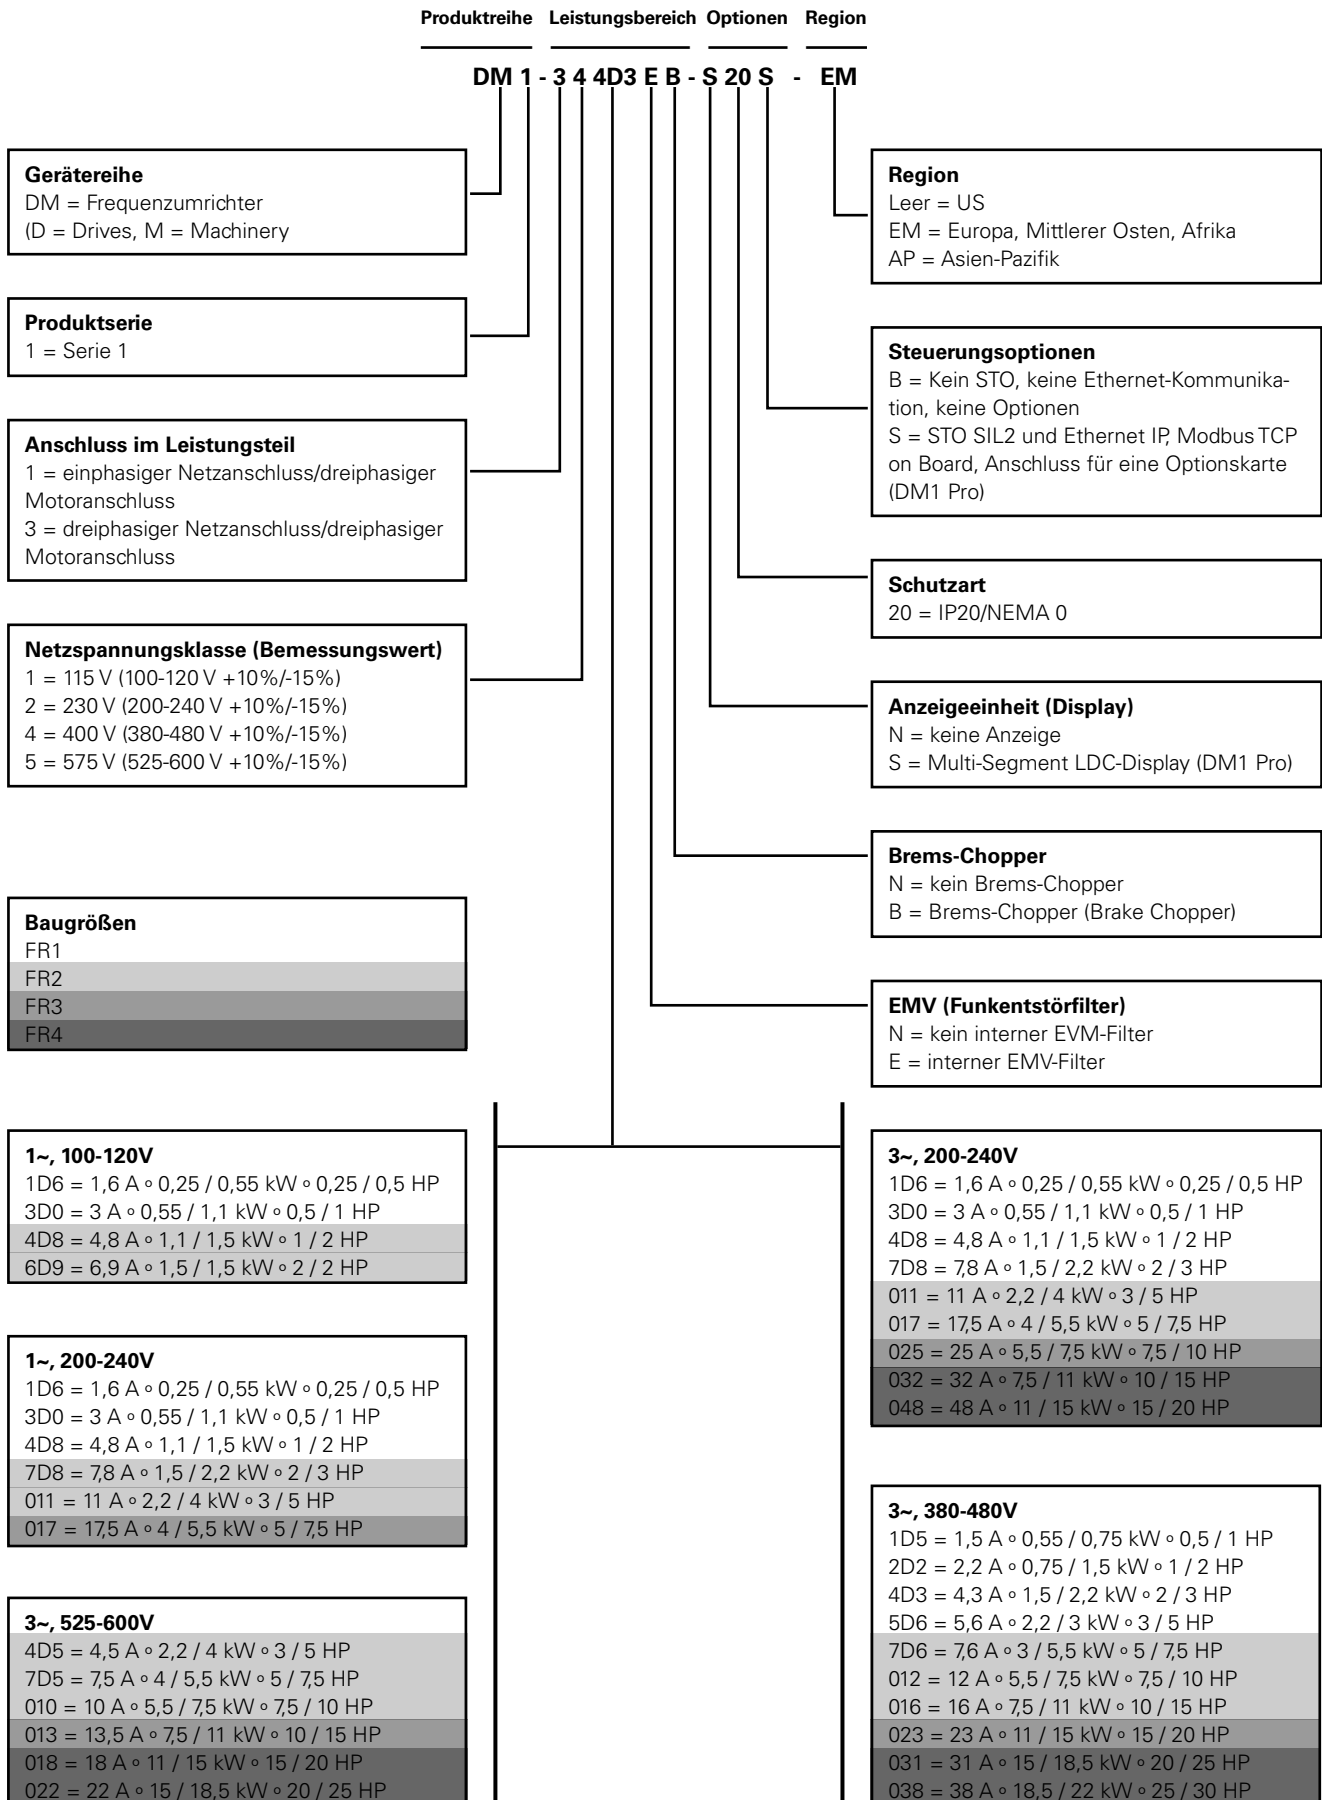 Produktreihe Leistungsbereich Optionen Region
DM 1 - 3 4 4D3 E B - S 20 S - EM
Gerätereihe
DM = Frequenzumrichter
(D = Drives, M = Machinery
Produktserie
1 = Serie 1
Anschluss im Leistungsteil
1 = einphasiger Netzanschluss/dreiphasiger
Motoranschluss
3 = dreiphasiger Netzanschluss/dreiphasiger
Motoranschluss
Netzspannungsklasse (Bemessungswert)
1 = 115 V (100-120 V +10%/-15%)
2 = 230 V (200-240 V +10%/-15%)
4 = 400 V (380-480 V +10%/-15%)
5 = 575 V (525-600 V +10%/-15%)
Baugrößen
FR1
FR2
FR3
FR4
1~, 100-120V
1D6 = 1,6 A ∘ 0,25 / 0,55 kW ∘ 0,25 / 0,5 HP
3D0 = 3 A ∘ 0,55 / 1,1 kW ∘ 0,5 / 1 HP
4D8 = 4,8 A ∘ 1,1 / 1,5 kW ∘ 1 / 2 HP
6D9 = 6,9 A ∘ 1,5 / 1,5 kW ∘ 2 / 2 HP
1~, 200-240V
1D6 = 1,6 A ∘ 0,25 / 0,55 kW ∘ 0,25 / 0,5 HP
3D0 = 3 A ∘ 0,55 / 1,1 kW ∘ 0,5 / 1 HP
4D8 = 4,8 A ∘ 1,1 / 1,5 kW ∘ 1 / 2 HP
7D8 = 7,8 A ∘ 1,5 / 2,2 kW ∘ 2 / 3 HP
011 = 11 A ∘ 2,2 / 4 kW ∘ 3 / 5 HP
017 = 17,5 A ∘ 4 / 5,5 kW ∘ 5 / 7,5 HP
3~, 525-600V
4D5 = 4,5 A ∘ 2,2 / 4 kW ∘ 3 / 5 HP
7D5 = 7,5 A ∘ 4 / 5,5 kW ∘ 5 / 7,5 HP
010 = 10 A ∘ 5,5 / 7,5 kW ∘ 7,5 / 10 HP
013 = 13,5 A ∘ 7,5 / 11 kW ∘ 10 / 15 HP
018 = 18 A ∘ 11 / 15 kW ∘ 15 / 20 HP
022 = 22 A ∘ 15 / 18,5 kW ∘ 20 / 25 HP
Region
Leer = US
EM = Europa, Mittlerer Osten, Afrika
AP = Asien-Pazifik
Steuerungsoptionen
B = Kein STO, keine Ethernet-Kommunika-
tion, keine Optionen
S = STO SIL2 und Ethernet IP, Modbus TCP
on Board, Anschluss für eine Optionskarte
(DM1 Pro)
Schutzart
20 = IP20/NEMA 0
Anzeigeeinheit (Display)
N = keine Anzeige
S = Multi-Segment LDC-Display (DM1 Pro)
Brems-Chopper
N = kein Brems-Chopper
B = Brems-Chopper (Brake Chopper)
EMV (Funkentstörfilter)
N = kein interner EVM-Filter
E = interner EMV-Filter
3~, 200-240V
1D6 = 1,6 A ∘ 0,25 / 0,55 kW ∘ 0,25 / 0,5 HP
3D0 = 3 A ∘ 0,55 / 1,1 kW ∘ 0,5 / 1 HP
4D8 = 4,8 A ∘ 1,1 / 1,5 kW ∘ 1 / 2 HP
7D8 = 7,8 A ∘ 1,5 / 2,2 kW ∘ 2 / 3 HP
011 = 11 A ∘ 2,2 / 4 kW ∘ 3 / 5 HP
017 = 17,5 A ∘ 4 / 5,5 kW ∘ 5 / 7,5 HP
025 = 25 A ∘ 5,5 / 7,5 kW ∘ 7,5 / 10 HP
032 = 32 A ∘ 7,5 / 11 kW ∘ 10 / 15 HP
048 = 48 A ∘ 11 / 15 kW ∘ 15 / 20 HP
3~, 380-480V
1D5 = 1,5 A ∘ 0,55 / 0,75 kW ∘ 0,5 / 1 HP
2D2 = 2,2 A ∘ 0,75 / 1,5 kW ∘ 1 / 2 HP
4D3 = 4,3 A ∘ 1,5 / 2,2 kW ∘ 2 / 3 HP
5D6 = 5,6 A ∘ 2,2 / 3 kW ∘ 3 / 5 HP
7D6 = 7,6 A ∘ 3 / 5,5 kW ∘ 5 / 7,5 HP
012 = 12 A ∘ 5,5 / 7,5 kW ∘ 7,5 / 10 HP
016 = 16 A ∘ 7,5 / 11 kW ∘ 10 / 15 HP
023 = 23 A ∘ 11 / 15 kW ∘ 15 / 20 HP
031 = 31 A ∘ 15 / 18,5 kW ∘ 20 / 25 HP
038 = 38 A ∘ 18,5 / 22 kW ∘ 25 / 30 HP